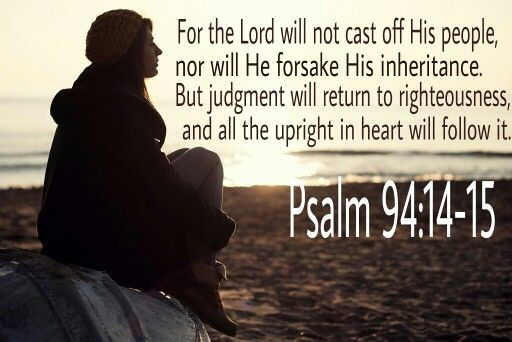 For the Lord will not cast off His people,
nor will He forsake His inheritance.
But judgment will return to righteousness,
and all the upright in heart will follow it.
Psalm 94:14-15